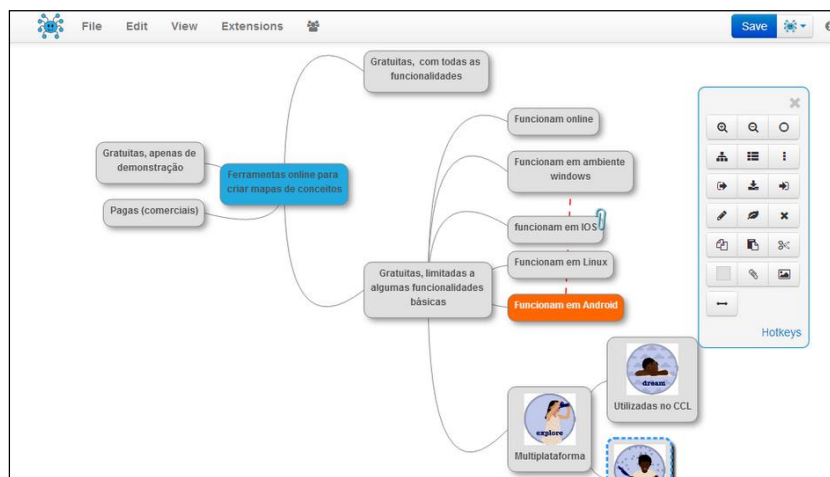 File Edit View Extensions
Save
Gratuitas, com todas as
funcionalidades
Gratuitas, apenas de
demonstração
Ferramentas online para
criar mapas de conceitos
Pagas (comerciais)
Funcionam online
Funcionam em ambiente
windows
funcionam em IOS
Funcionam em Linux
Gratuitas, limitadas a
algumas funcionalidades
básicas
Funcionam em Android
Hotkeys
dream
Utilizadas no CCL
explore
Multiplataforma